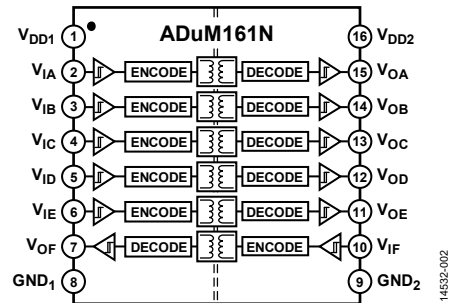 ADuM161N
VDD1 1 16 VDD2
VIA 2 ENCODE DECODE 15 VOA
VIB 3 ENCODE DECODE 14 VOB
VIC 4 ENCODE DECODE 13 VOC
VID 5 ENCODE DECODE 12 VOD
VIE 6 ENCODE DECODE 11 VOE
VOF 7 DECODE ENCODE 10 VIF
GND1 8 9 GND2
14532-002